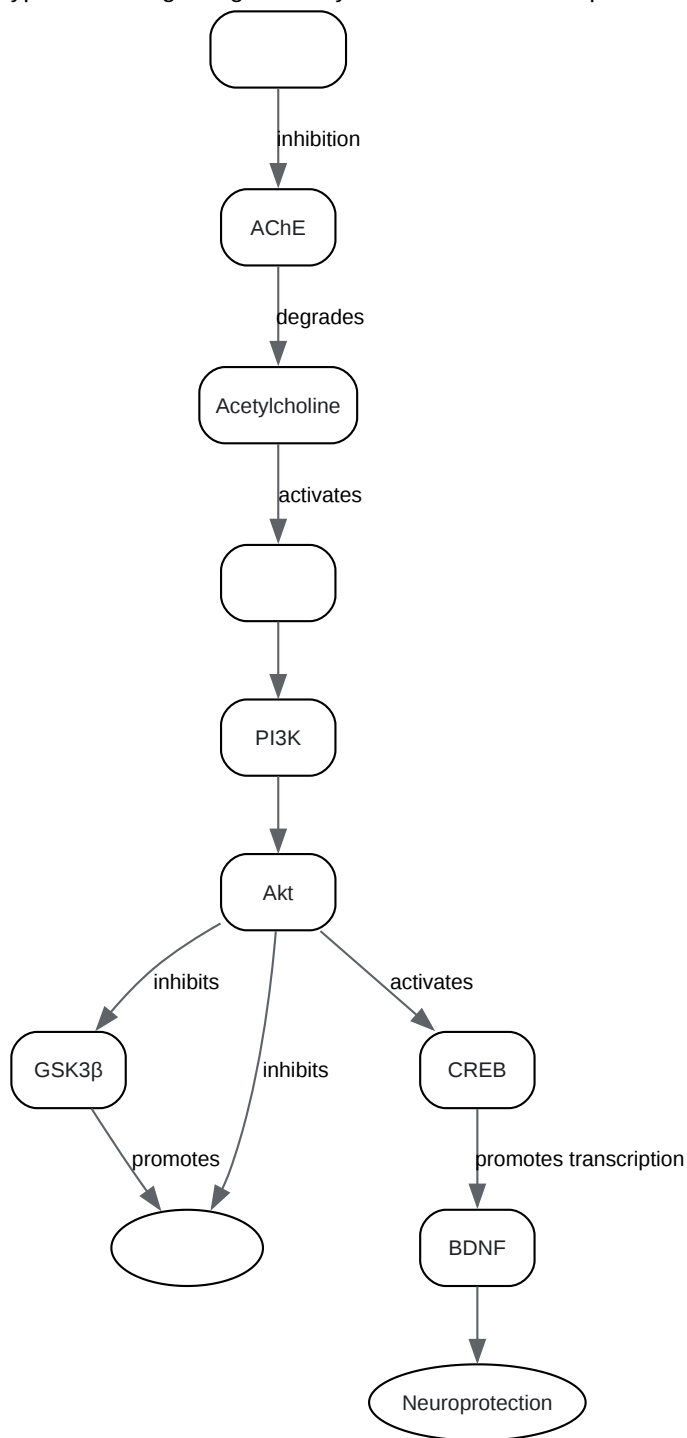 inhibition
AChE
degrades
Acetylcholine
activates
PI3K
Akt
inhibits
activates
GSK3β
inhibits
CREB
promotes
promotes transcription
BDNF
Neuroprotection